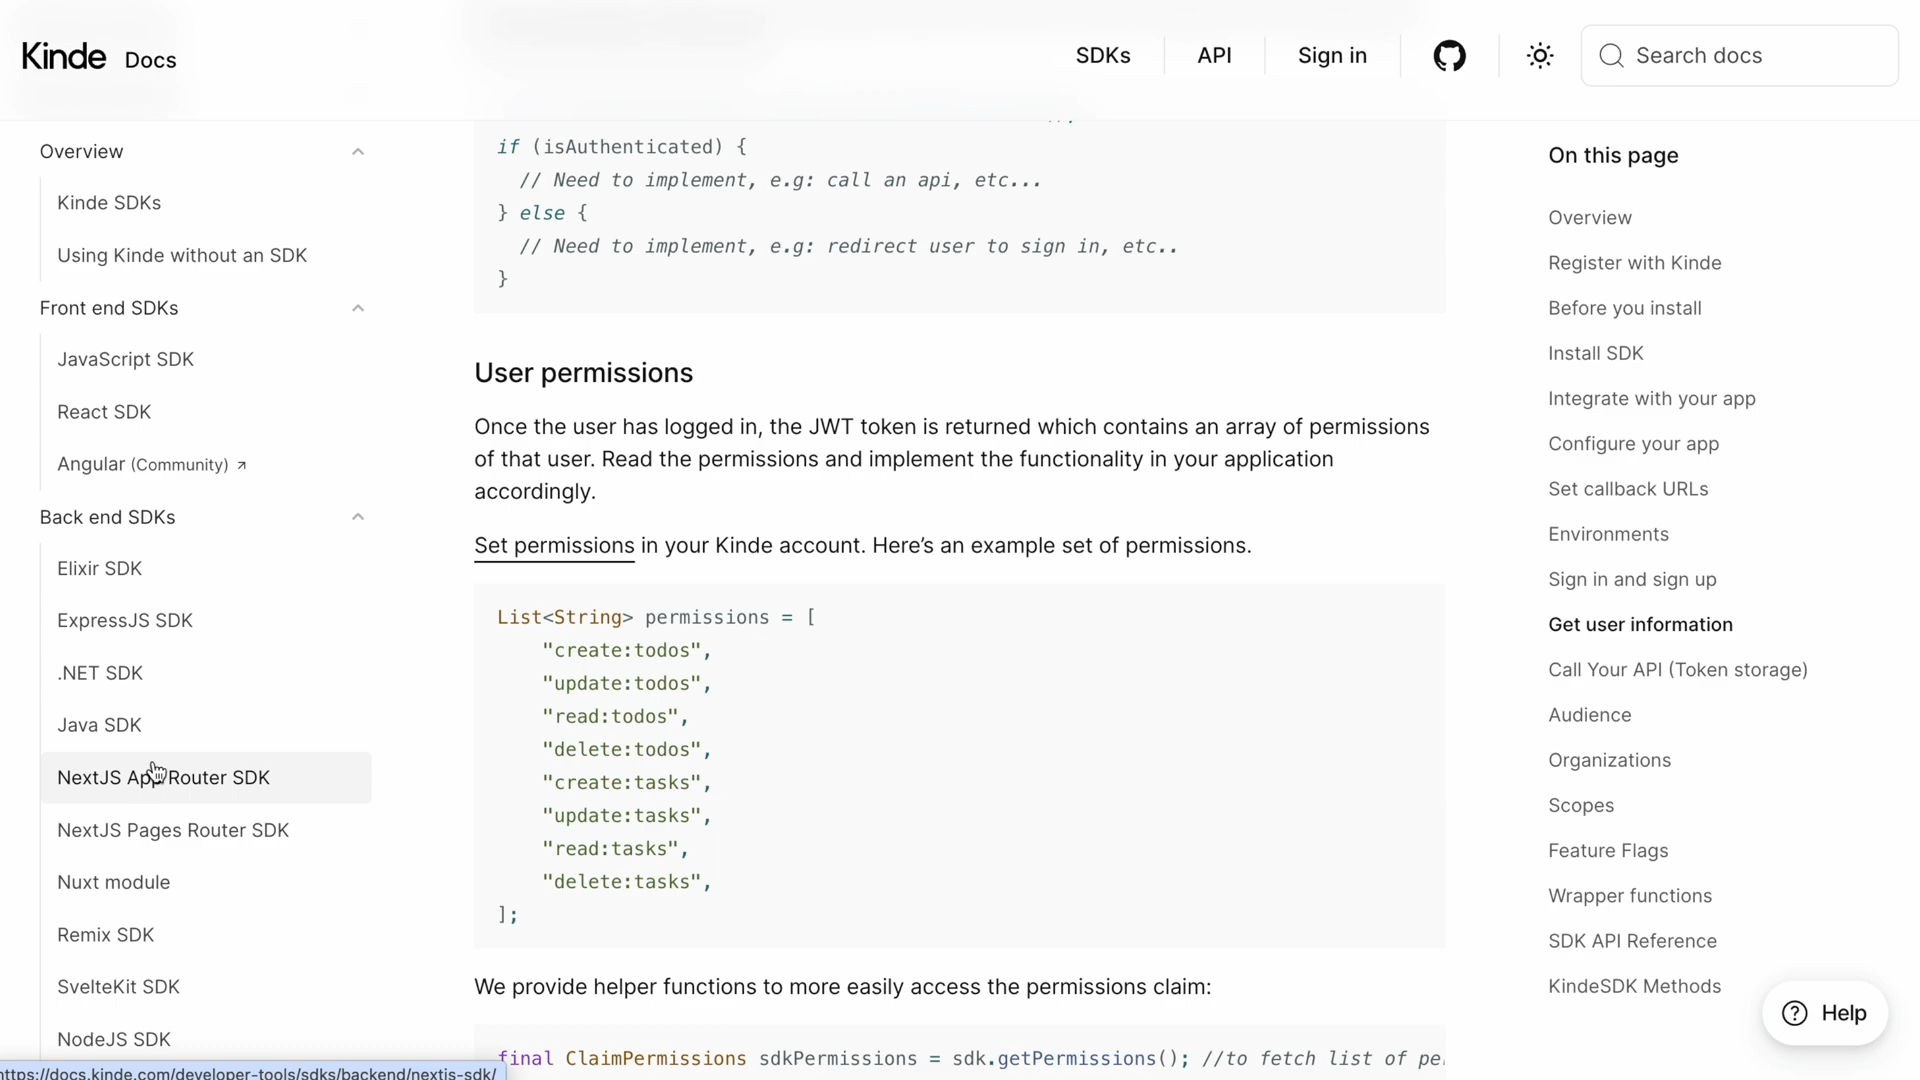 Kinde Docs
SDKs
API
Sign in
Search docs
Overview
Kinde SDKs
Using Kinde without an SDK
Front end SDKs
JavaScript SDK
React SDK
Angular (Community) ↗
Back end SDKs
Elixir SDK
ExpressJS SDK
.NET SDK
Java SDK
NextJS App Router SDK
NextJS Pages Router SDK
Nuxt module
Remix SDK
SvelteKit SDK
NodeJS SDK
https://docs.kinde.com/developer-tools/sdks/backend/nextjs-sdk/
if (isAuthenticated) {
// Need to implement, e.g: call an api, etc...
} else {
// Need to implement, e.g: redirect user to sign in, etc..
}
User permissions
Once the user has logged in, the JWT token is returned which contains an array of permissions
of that user. Read the permissions and implement the functionality in your application
accordingly.
Set permissions in your Kinde account. Here’s an example set of permissions.
List<String> permissions = [
"create:todos",
"update:todos",
"read:todos",
"delete:todos",
"create:tasks",
"update:tasks",
"read:tasks",
"delete:tasks",
];
We provide helper functions to more easily access the permissions claim:
final ClaimPermissions sdkPermissions = sdk.getPermissions(); //to fetch list of pe
On this page
Overview
Register with Kinde
Before you install
Install SDK
Integrate with your app
Configure your app
Set callback URLs
Environments
Sign in and sign up
Get user information
Call Your API (Token storage)
Audience
Organizations
Scopes
Feature Flags
Wrapper functions
SDK API Reference
KindeSDK Methods
Help